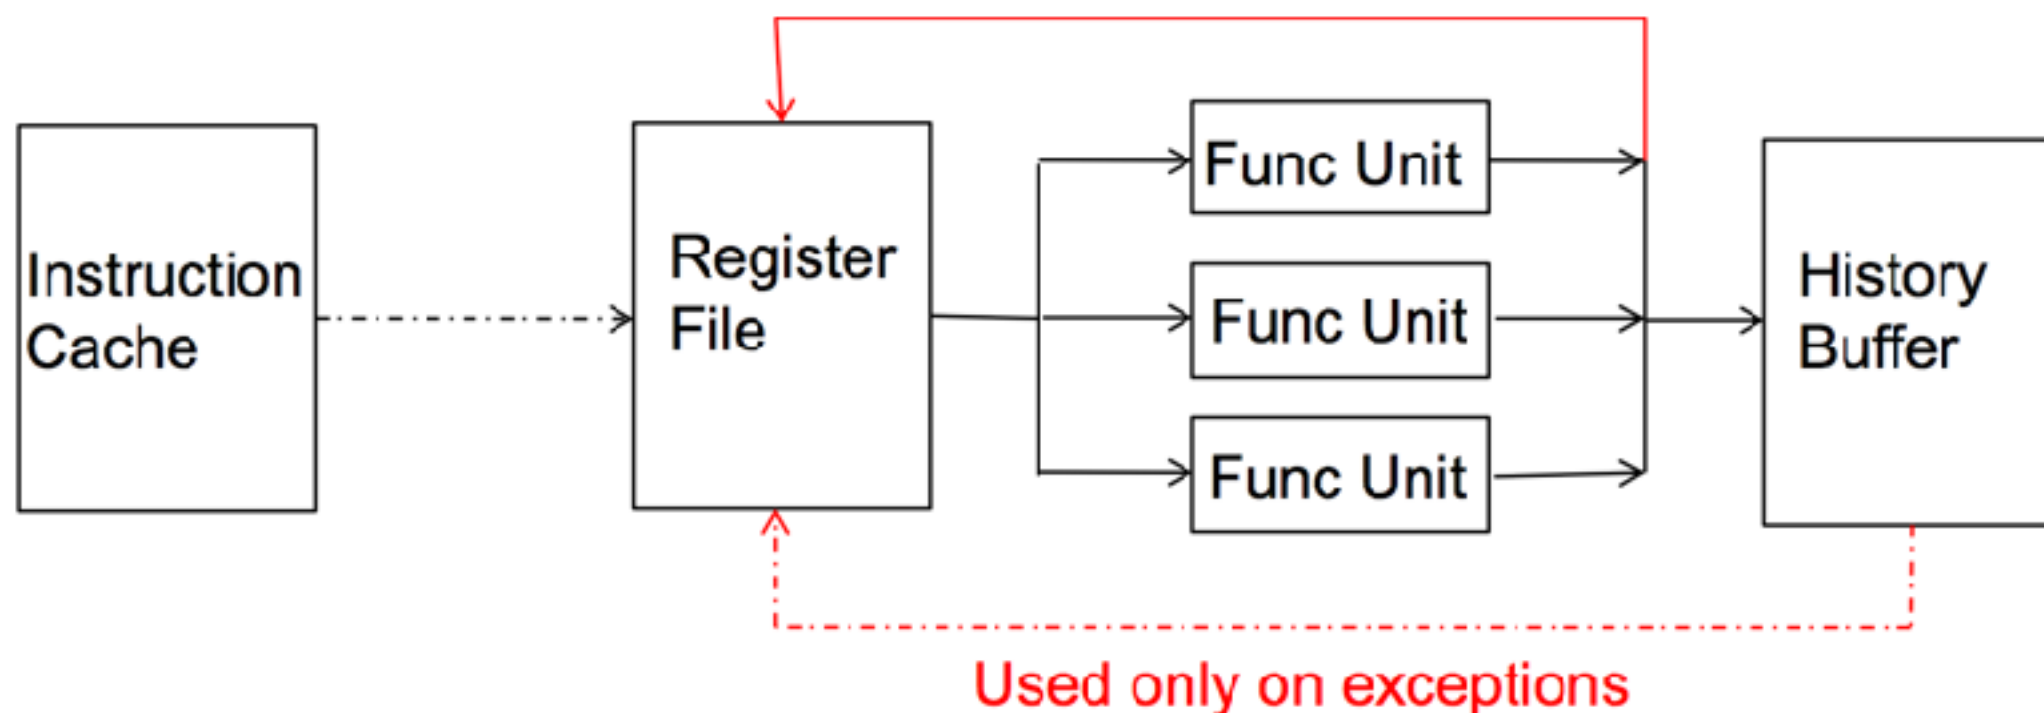 Instruction
Cache
Register
File
Func Unit
Func Unit
Func Unit
History
Buffer
Used only on exceptions